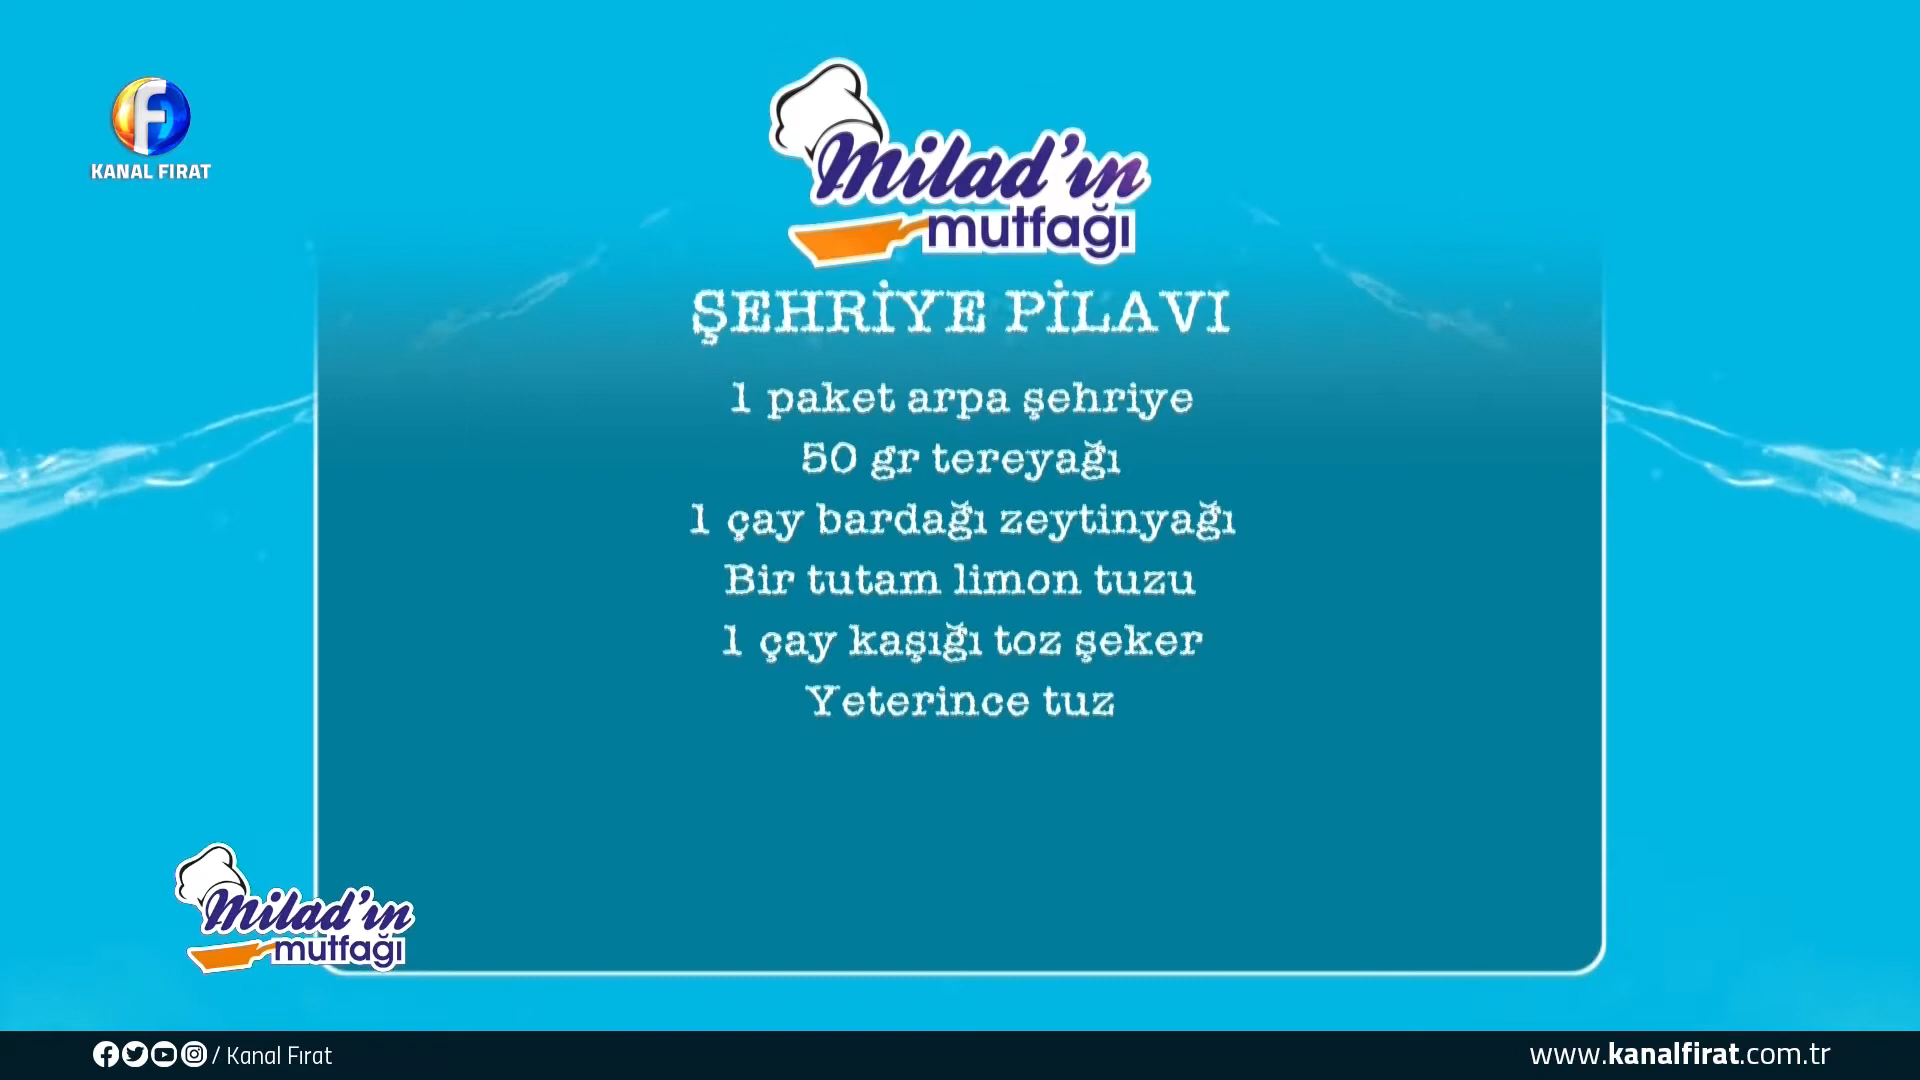 KANAL FIRAT
Milad'ın
mutfağı
ŞEHRİYE PİLAVI
1 paket arpa şehriye
50 gr tereyağı
1 çay bardağı zeytinyağı
Bir tutam limon tuzu
1 çay kaşığı toz şeker
Yeterince tuz
Milad'ın
mutfağı
/ Kanal Fırat
www.kanalfirat.com.tr